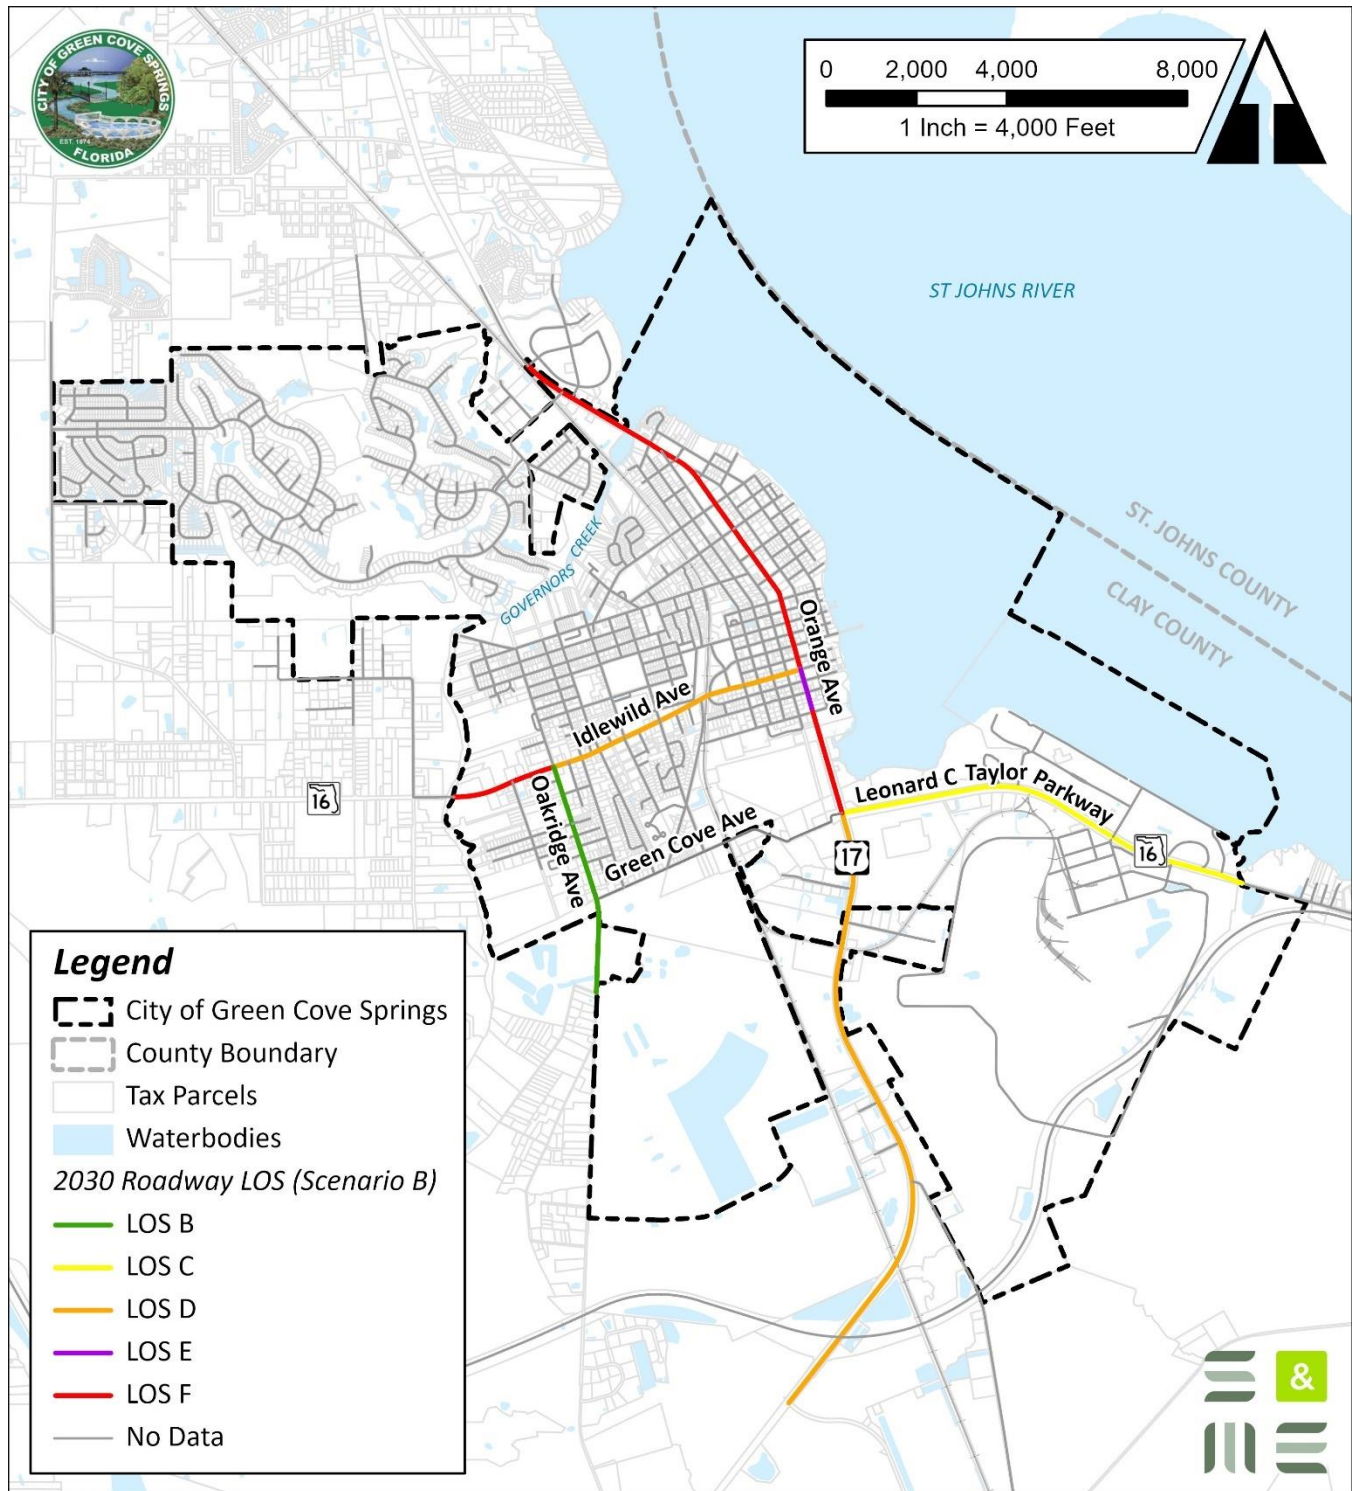 CITY OF GREEN COVE SPRINGS
EST. 1874
FLORIDA
0 2,000 4,000 8,000
1 Inch = 4,000 Feet
ST JOHNS RIVER
ST. JOHNS COUNTY
CLAY COUNTY
GOVERNORS CREEK
Orange Ave
Idlewild Ave
Oakridge Ave
Green Cove Ave
Leonard C Taylor Parkway
16
17
16
Legend
City of Green Cove Springs
County Boundary
Tax Parcels
Waterbodies
2030 Roadway LOS (Scenario B)
LOS B
LOS C
LOS D
LOS E
LOS F
No Data
S&ME